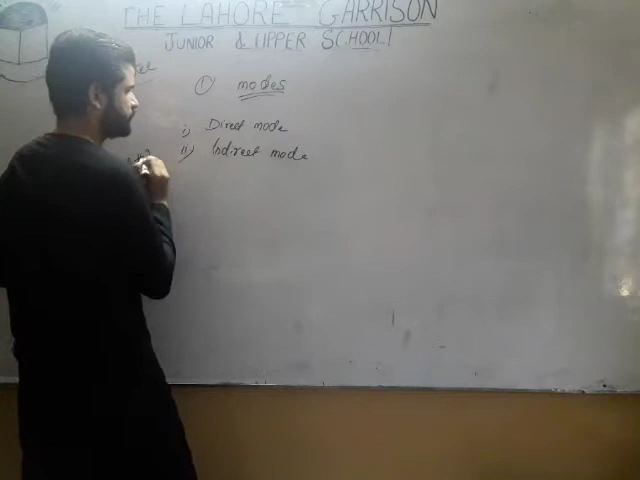 THE LAHORE GARRISON
JUNIOR & UPPER SCHOOL!
① modes
i) Direct mode
ii) Indirect mode